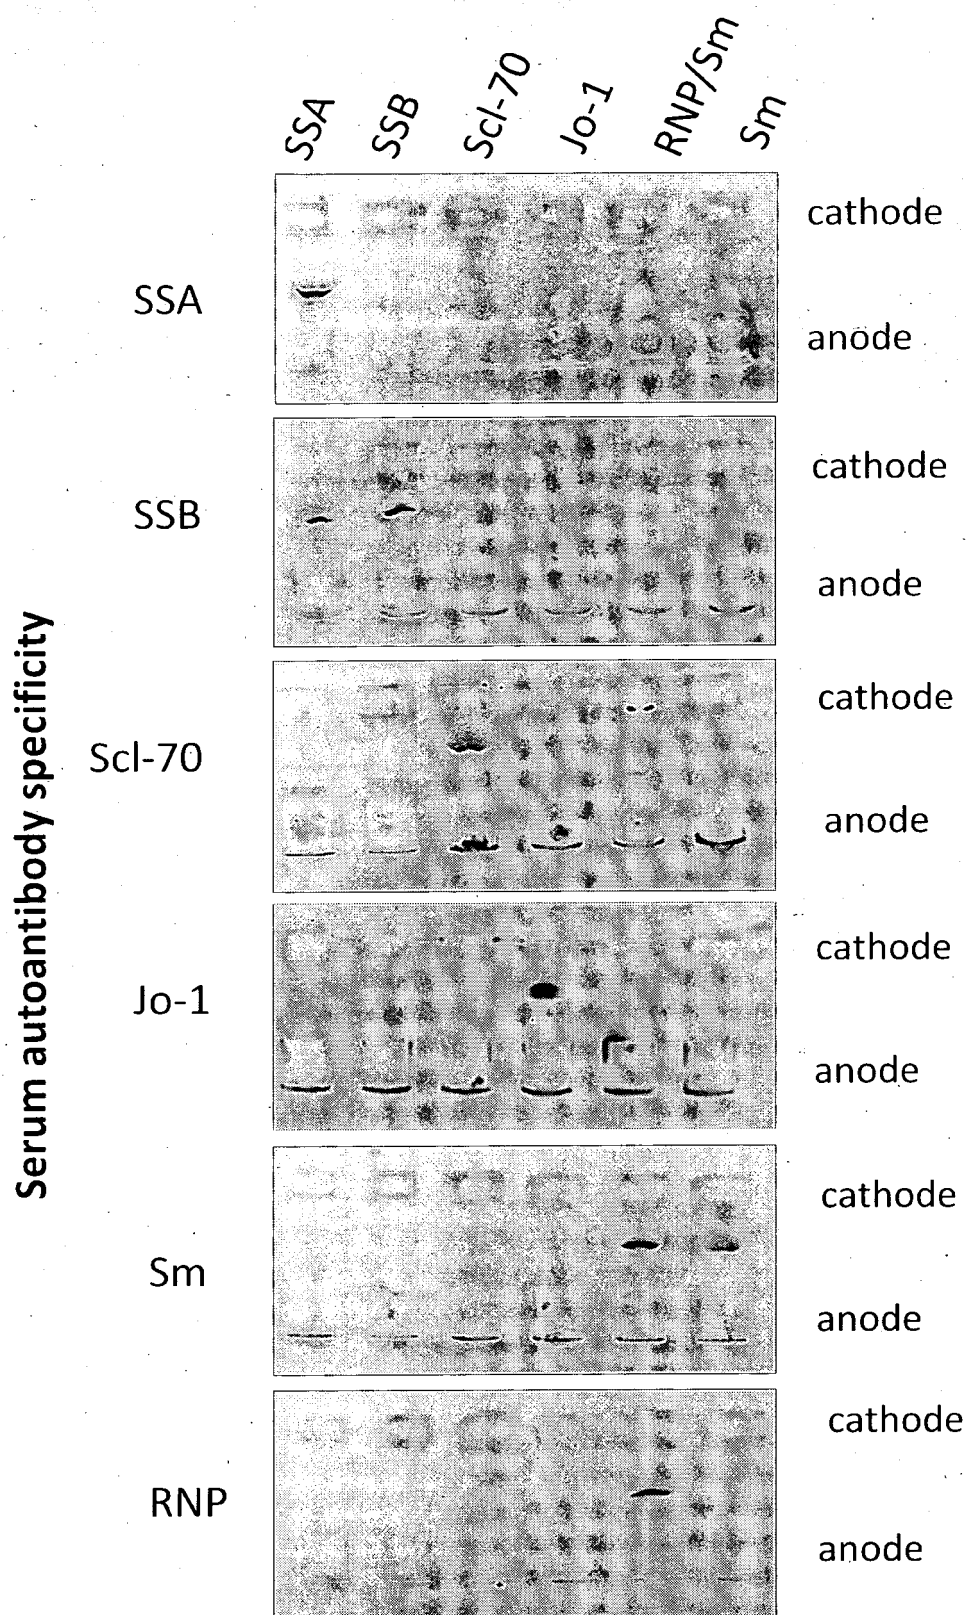 SSA
SSB
Scl-70
Jo-1
RNP/Sm
Sm
Serum autoantibody specificity
SSA
cathode
anode
SSB
cathode
anode
Scl-70
cathode
anode
Jo-1
cathode
anode
Sm
cathode
anode
RNP
cathode
anode